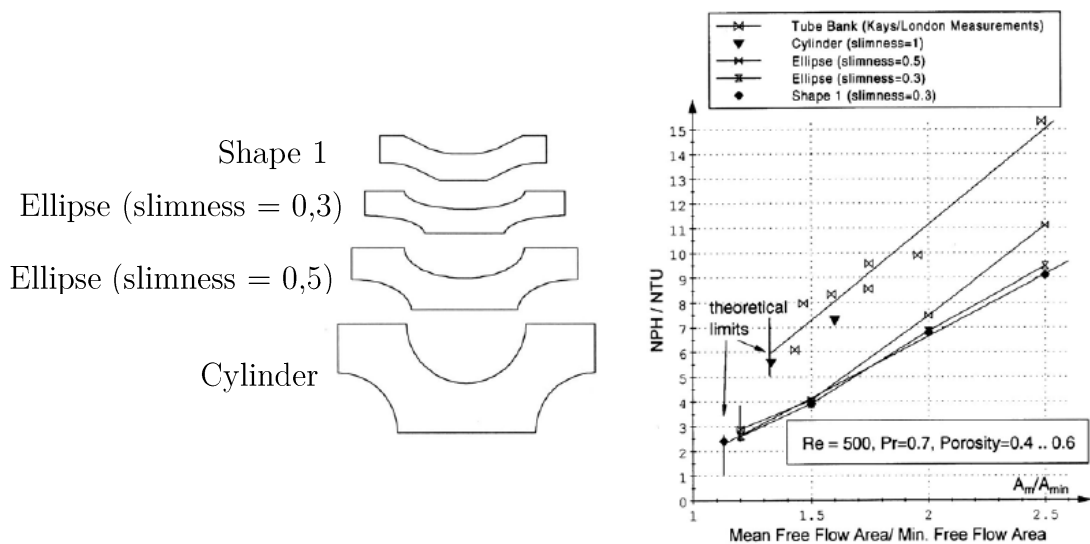 Shape 1
Ellipse (slimness = 0,3)
Ellipse (slimness = 0,5)
Cylinder
Tube Bank (Kays/London Measurements)
Cylinder (slimness=1)
Ellipse (slimness=0.5)
Ellipse (slimness=0.3)
Shape 1 (slimness=0.3)
NPH / NTU
15
14
13
12
11
10
9
8
7
6
5
4
3
2
1
0
theoretical
limits
Re = 500, Pr=0.7, Porosity=0.4 .. 0.6
Am/Amin
1
1.5
2
2.5
Mean Free Flow Area/ Min. Free Flow Area